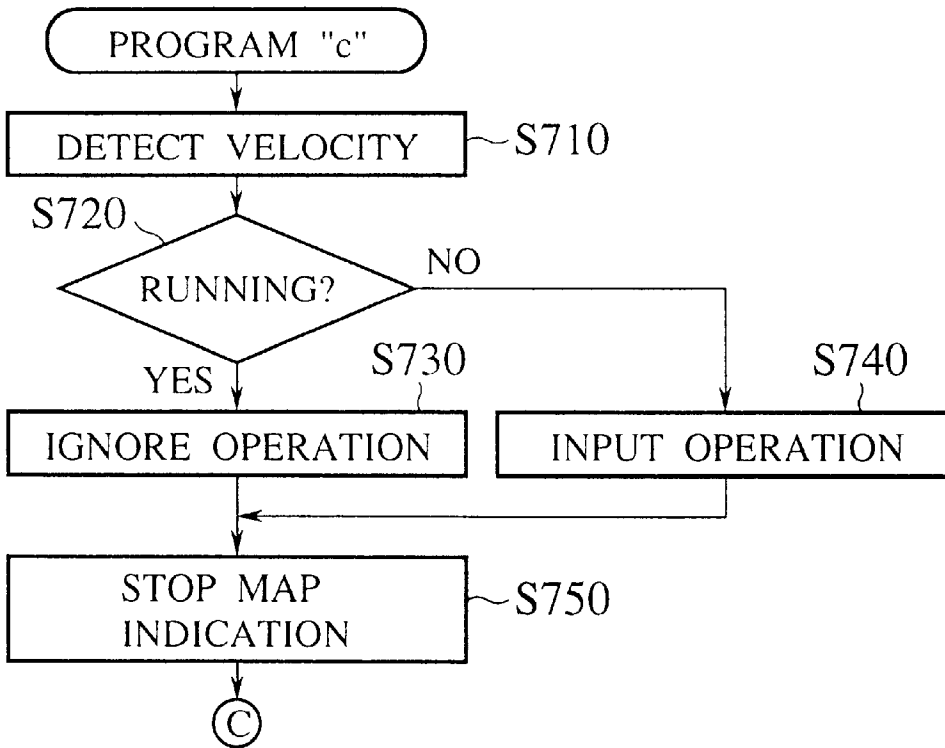 PROGRAM "c"
DETECT VELOCITY
S710
S720
RUNNING?
NO
YES
S730
S740
IGNORE OPERATION
INPUT OPERATION
STOP MAP
INDICATION
S750
C